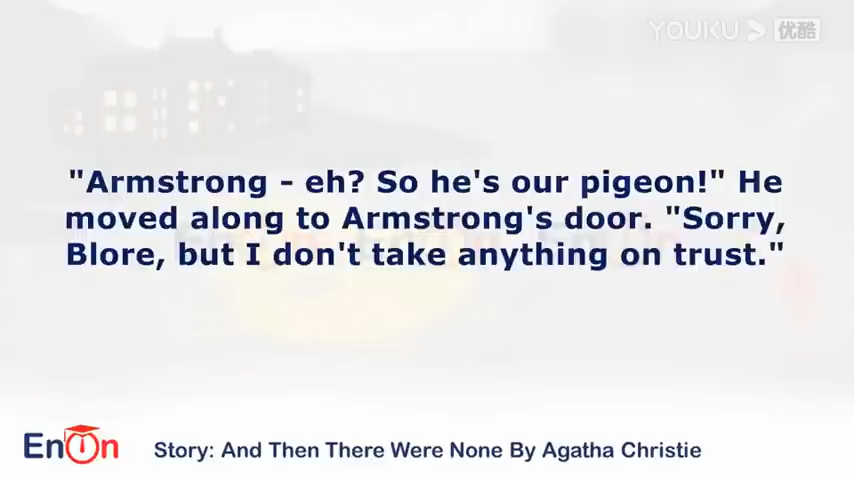 YOUKU 优酷
"Armstrong - eh? So he's our pigeon!" He
moved along to Armstrong's door. "Sorry,
Blore, but I don't take anything on trust."
EnOn
Story: And Then There Were None By Agatha Christie